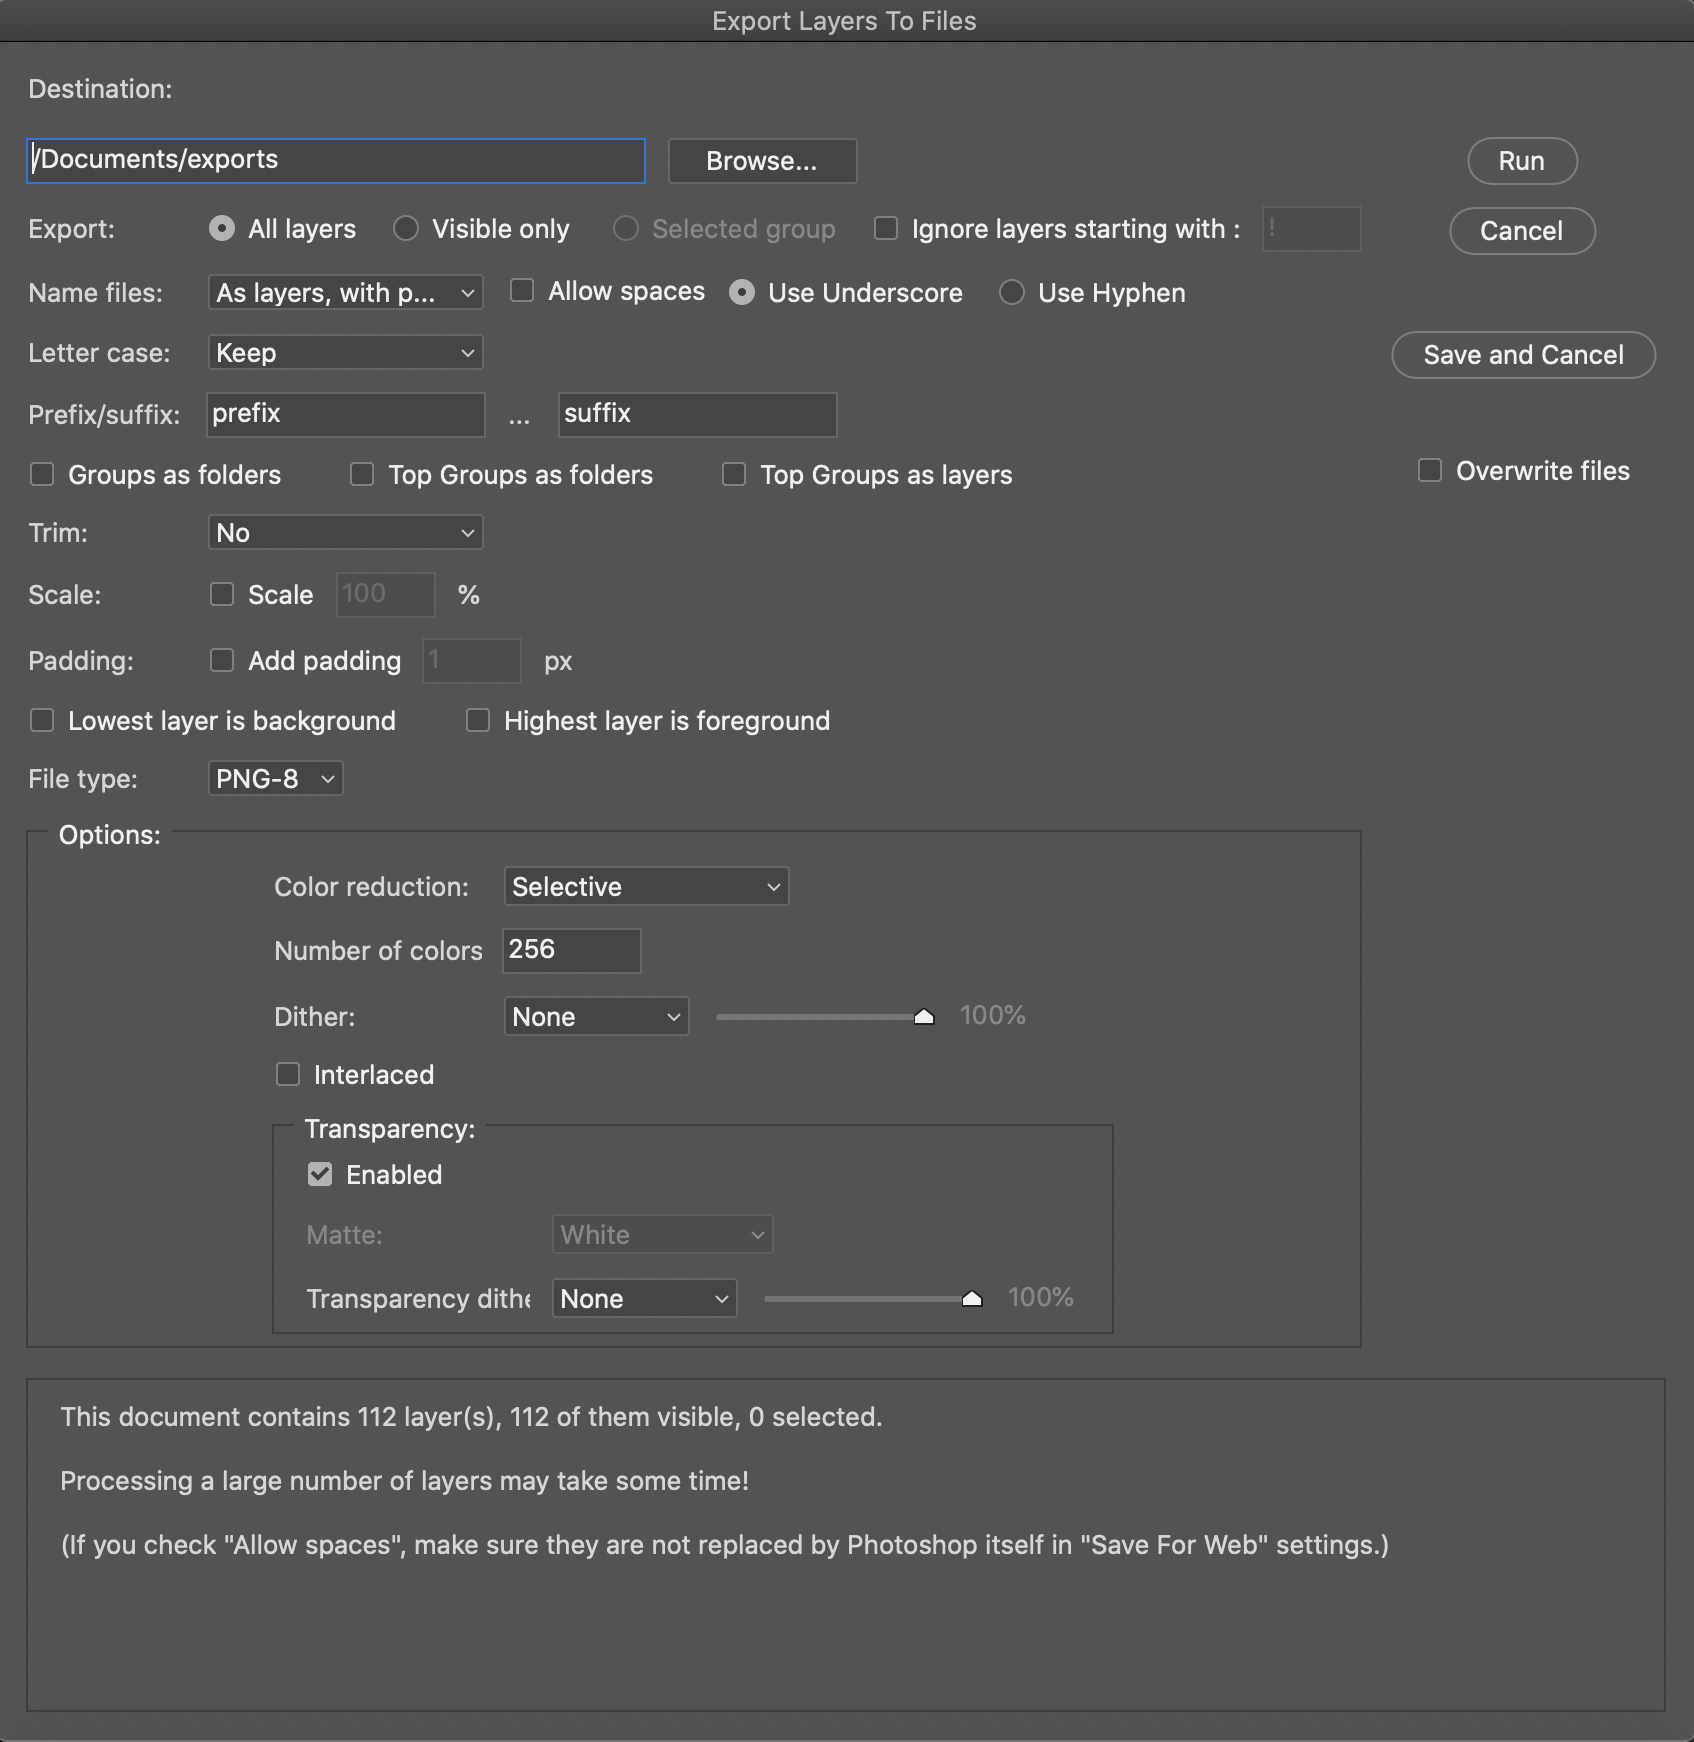 Export Layers To Files
Destination:
/Documents/exports Browse... Run
Export: All layers Visible only Selected group Ignore layers starting with : ! Cancel
Name files: As layers, with p... Allow spaces Use Underscore Use Hyphen
Letter case: Keep Save and Cancel
Prefix/suffix: prefix ... suffix
Groups as folders Top Groups as folders Top Groups as layers Overwrite files
Trim: No
Scale: Scale 100 %
Padding: Add padding 1 px
Lowest layer is background Highest layer is foreground
File type: PNG-8
Options:
Color reduction: Selective
Number of colors 256
Dither: None 100%
Interlaced
Transparency:
Enabled
Matte: White
Transparency dithe None 100%
This document contains 112 layer(s), 112 of them visible, 0 selected.
Processing a large number of layers may take some time!
(If you check "Allow spaces", make sure they are not replaced by Photoshop itself in "Save For Web" settings.)